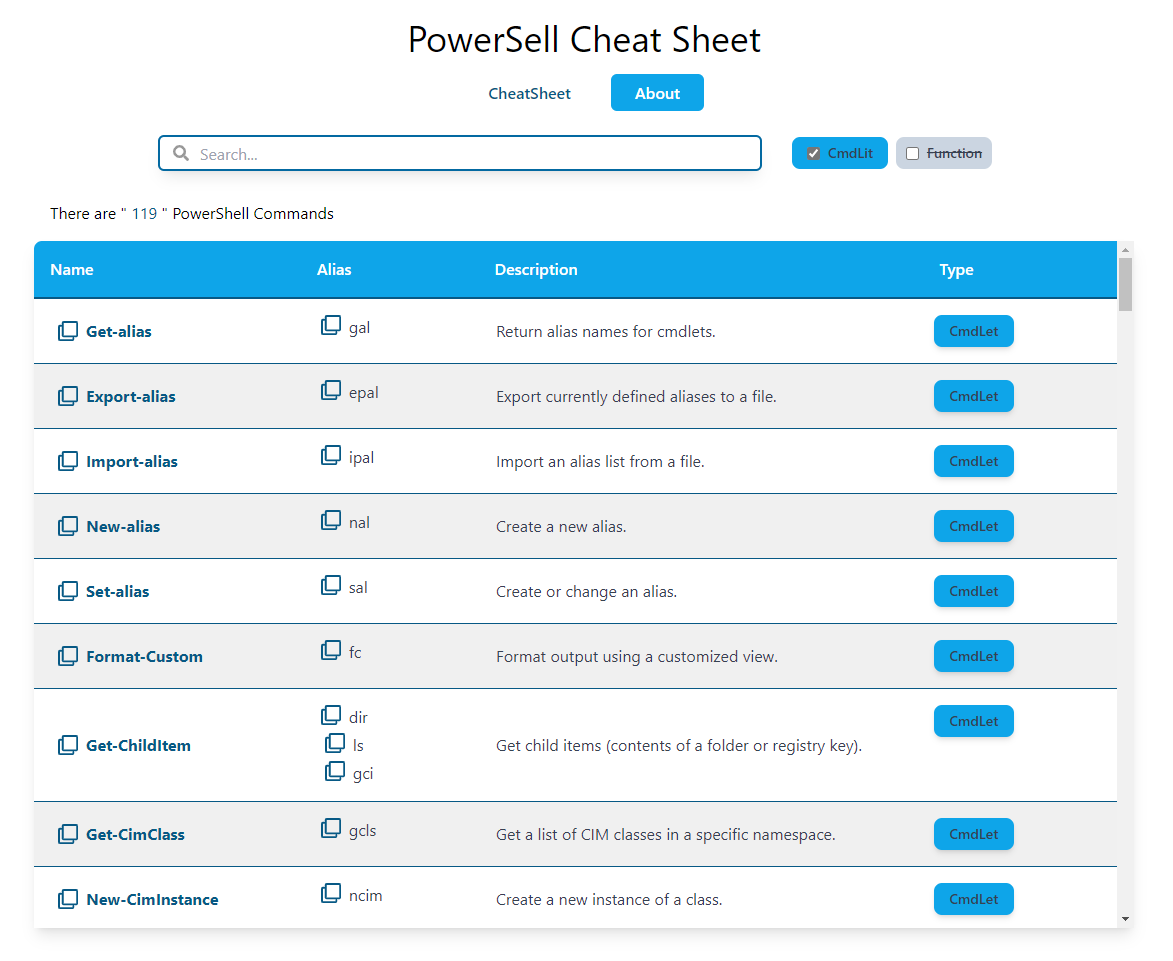 PowerSell Cheat Sheet
CheatSheet About
Search... CmdLit Function
There are " 119 " PowerShell Commands
Name Alias Description Type
Get-alias gal Return alias names for cmdlets. CmdLet
Export-alias epal Export currently defined aliases to a file. CmdLet
Import-alias ipal Import an alias list from a file. CmdLet
New-alias nal Create a new alias. CmdLet
Set-alias sal Create or change an alias. CmdLet
Format-Custom fc Format output using a customized view. CmdLet
Get-ChildItem dir Get child items (contents of a folder or registry key). CmdLet
ls
gci
Get-CimClass gcls Get a list of CIM classes in a specific namespace. CmdLet
New-CimInstance ncim Create a new instance of a class. CmdLet